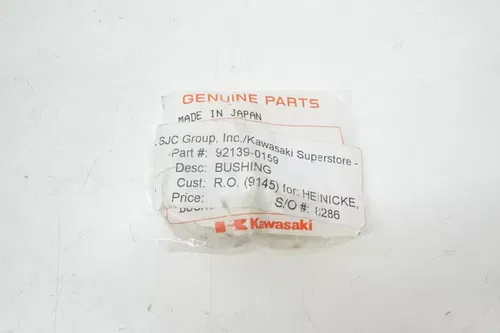 GENUINE PARTS
MADE IN JAPAN
SJC Group, Inc./Kawasaki Superstore -
Part #: 92139-0159
Desc: BUSHING
Cust: R.O. (9145) for: HEINICKE,
Price: S/O #: 8286
Kawasaki